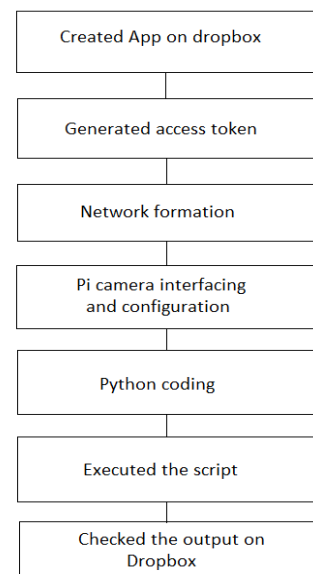 Created App on dropbox
Generated access token
Network formation
Pi camera interfacing
and configuration
Python coding
Executed the script
Checked the output on
Dropbox